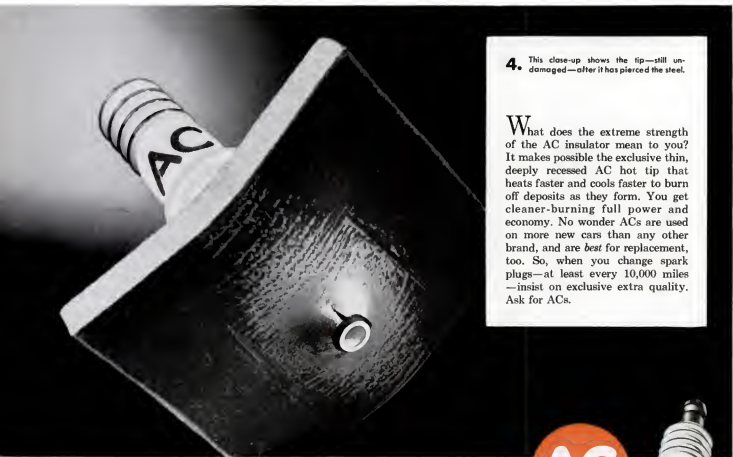 AC
4. This close-up shows the tip—still un-
damaged—after it has pierced the steel.
What does the extreme strength
of the AC insulator mean to you?
It makes possible the exclusive thin,
deeply recessed AC hot tip that
heats faster and cools faster to burn
off deposits as they form. You get
cleaner-burning full power and
economy. No wonder ACs are used
on more new cars than any other
brand, and are best for replacement,
too. So, when you change spark
plugs—at least every 10,000 miles
—insist on exclusive extra quality.
Ask for ACs.
AC